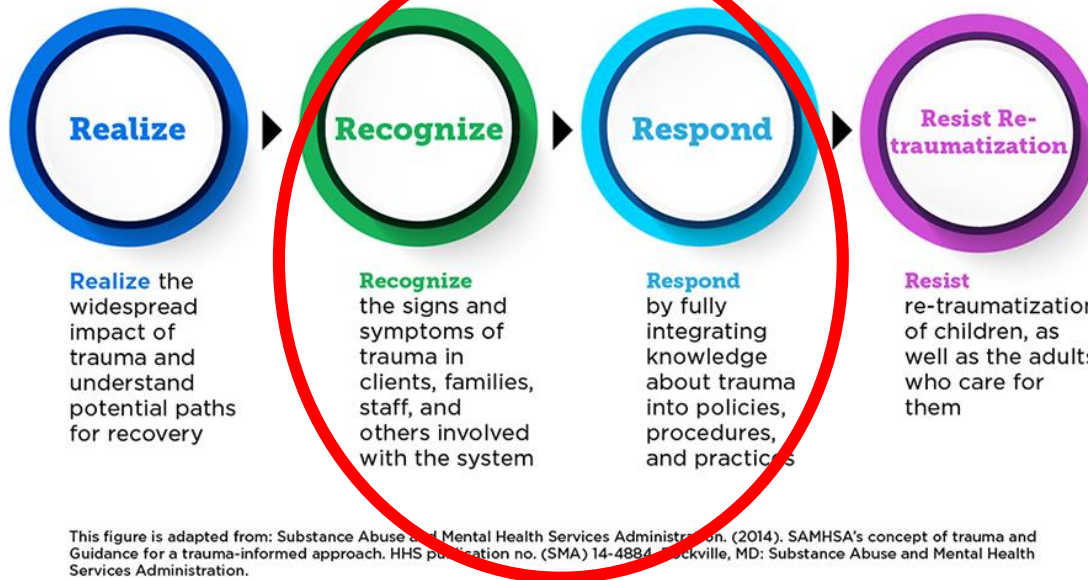 Realize
Recognize
Respond
Resist Re-
traumatization
Realize the
widespread
impact of
trauma and
understand
potential paths
for recovery
Recognize
the signs and
symptoms of
trauma in
clients, families,
staff, and
others involved
with the system
Respond
by fully
integrating
knowledge
about trauma
into policies,
procedures,
and practices
Resist
re-traumatization
of children, as
well as the adults
who care for
them
This figure is adapted from: Substance Abuse and Mental Health Services Administration. (2014). SAMHSA's concept of trauma and
Guidance for a trauma-informed approach. HHS publication no. (SMA) 14-4884. Rockville, MD: Substance Abuse and Mental Health
Services Administration.